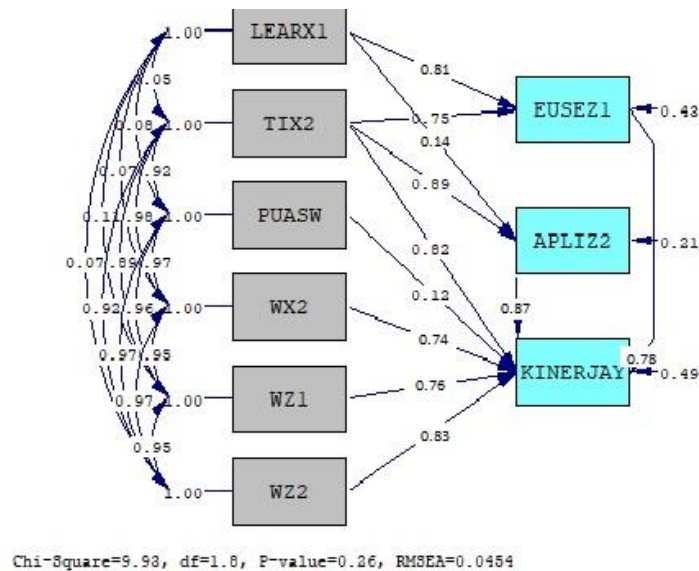 1.00 LEARX1
0.81
0.05
EUSEZ1 0.43
0.08 1.00 TIX2 0.75
0.14
0.07 0.92 0.89
PUASW
0.11 .98 1.00
APLIZ2 0.21
0.82
0.07 .89 .97 0.12
WX2 0.87
0.92 .96 1.00
0.74
0.78
0.97 .95 KINERJAY 0.49
0.76
0.97 1.00 WZ1
0.83
0.95
1.00 WZ2
Chi-Square=9.93, df=1.8, P-value=0.26, RMSEA=0.0454